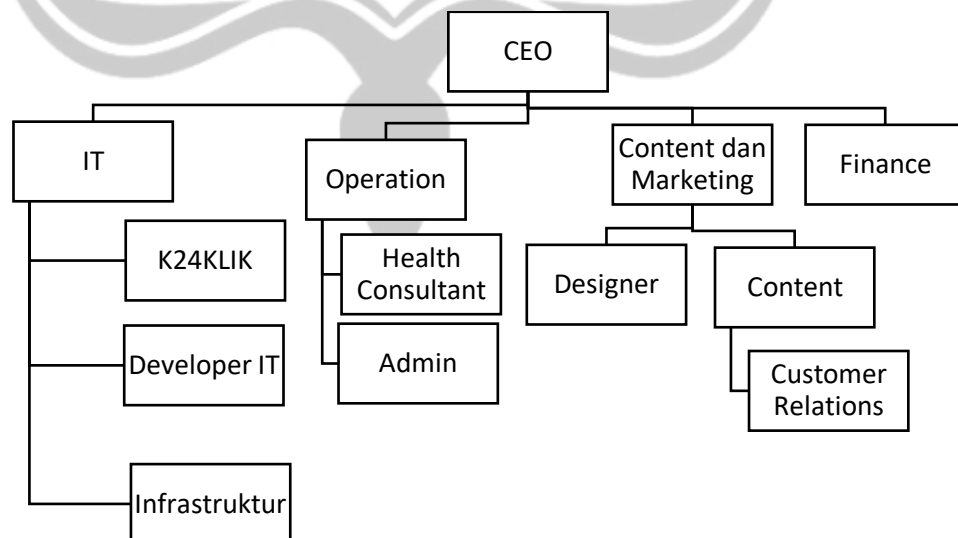 CEO
IT
Operation
Content dan
Marketing
Finance
K24KLIK
Health
Consultant
Designer
Content
Developer IT
Admin
Customer
Relations
Infrastruktur